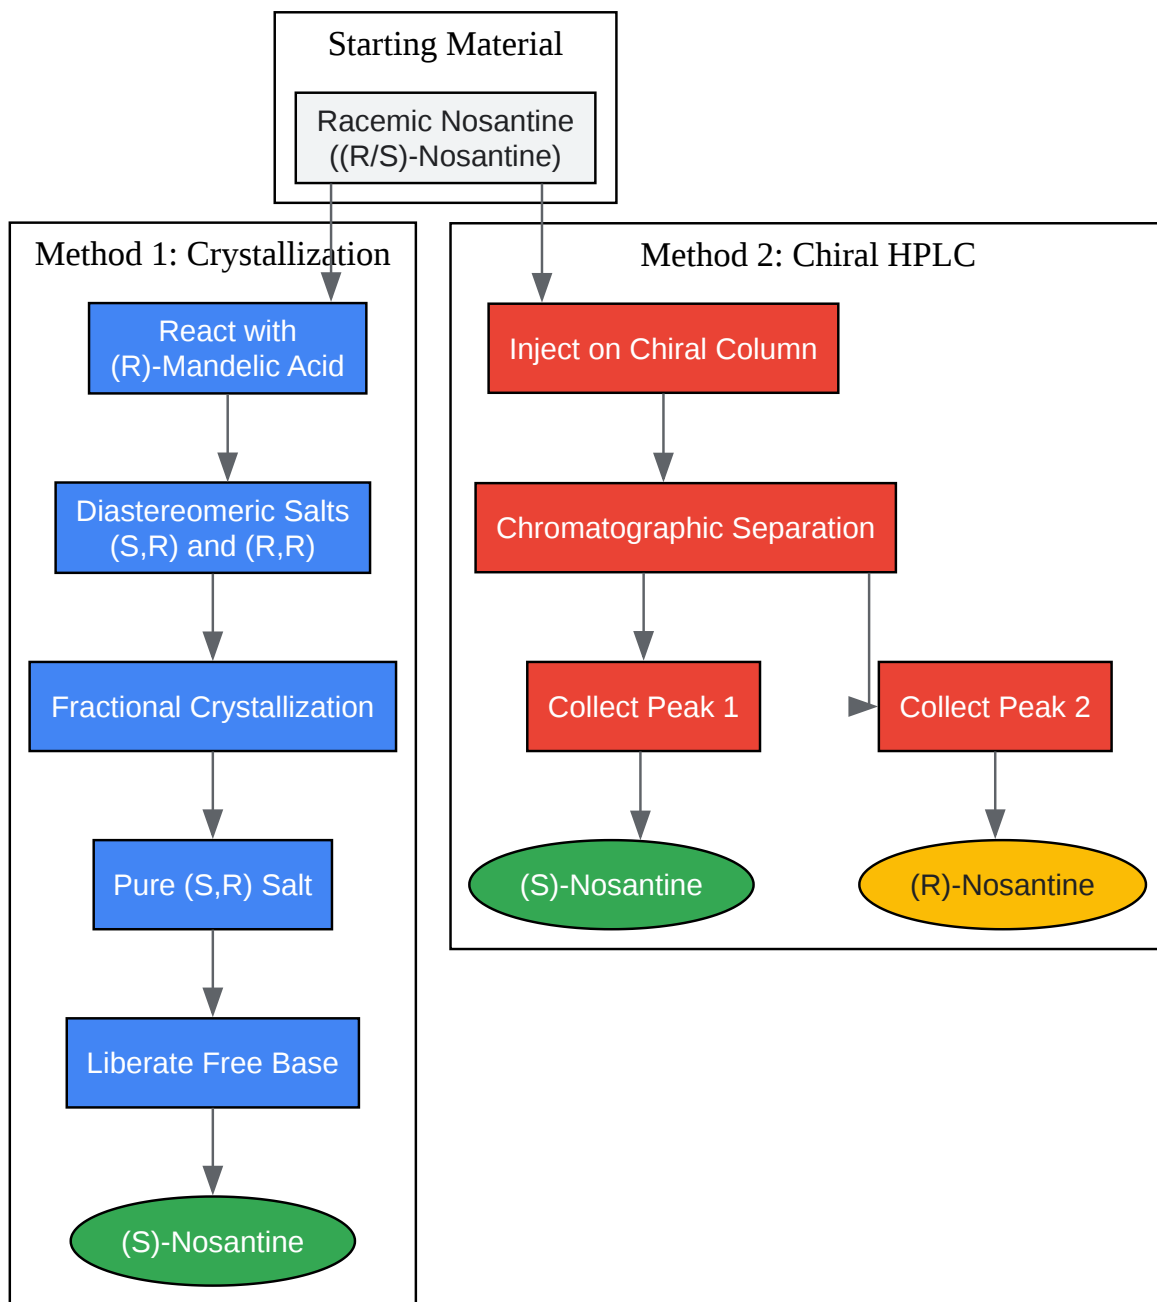 Starting Material
Racemic Nosantine
((R/S)-Nosantine)
Method 1: Crystallization
React with
(R)-Mandelic Acid
Diastereomeric Salts
(S,R) and (R,R)
Fractional Crystallization
Pure (S,R) Salt
Liberate Free Base
(S)-Nosantine
Method 2: Chiral HPLC
Inject on Chiral Column
Chromatographic Separation
Collect Peak 1
Collect Peak 2
(S)-Nosantine
(R)-Nosantine